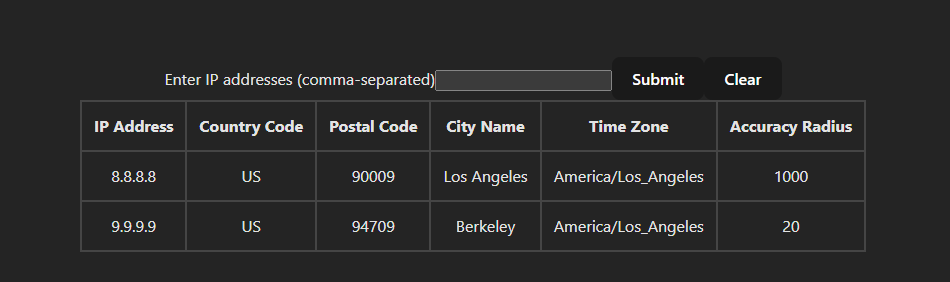 Enter IP addresses (comma-separated) Submit Clear
IP Address Country Code Postal Code City Name Time Zone Accuracy Radius
8.8.8.8 US 90009 Los Angeles America/Los_Angeles 1000
9.9.9.9 US 94709 Berkeley America/Los_Angeles 20